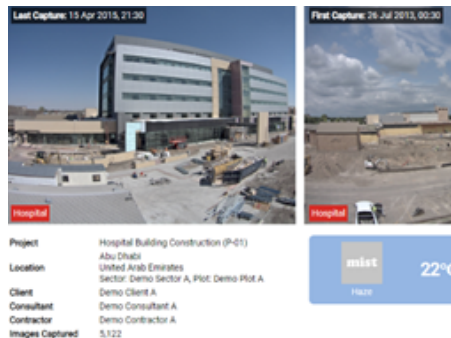 Last Capture: 15 Apr 2015, 21:30
First Capture: 26 Jul 2013, 00:30
Hospital
Hospital
Project Hospital Building Construction (P-01)
Location Abu Dhabi
United Arab Emirates
Sector: Demo Sector A, Plot: Demo Plot A
Client Demo Client A
Consultant Demo Consultant A
Contractor Demo Contractor A
Images Captured 5,122
mist
Haze
22°C